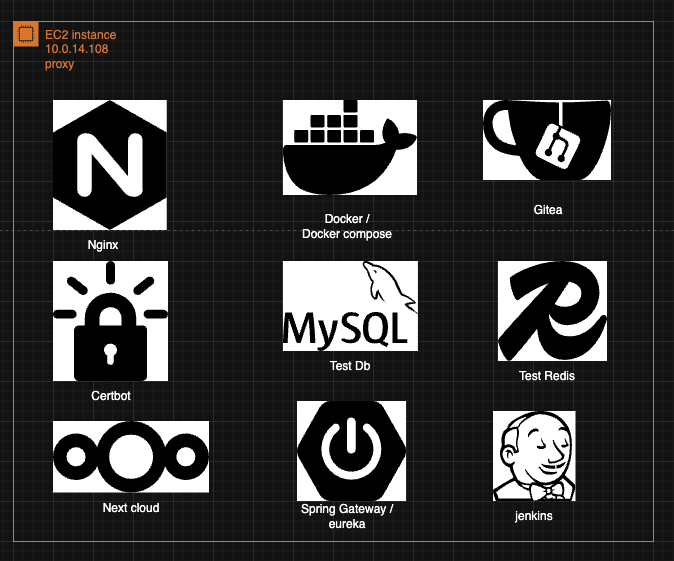 EC2 instance
10.0.14.108
proxy
N
Nginx
Docker /
Docker compose
Gitea
Certbot
MySQL
Test Db
R
Test Redis
Next cloud
Spring Gateway /
eureka
jenkins